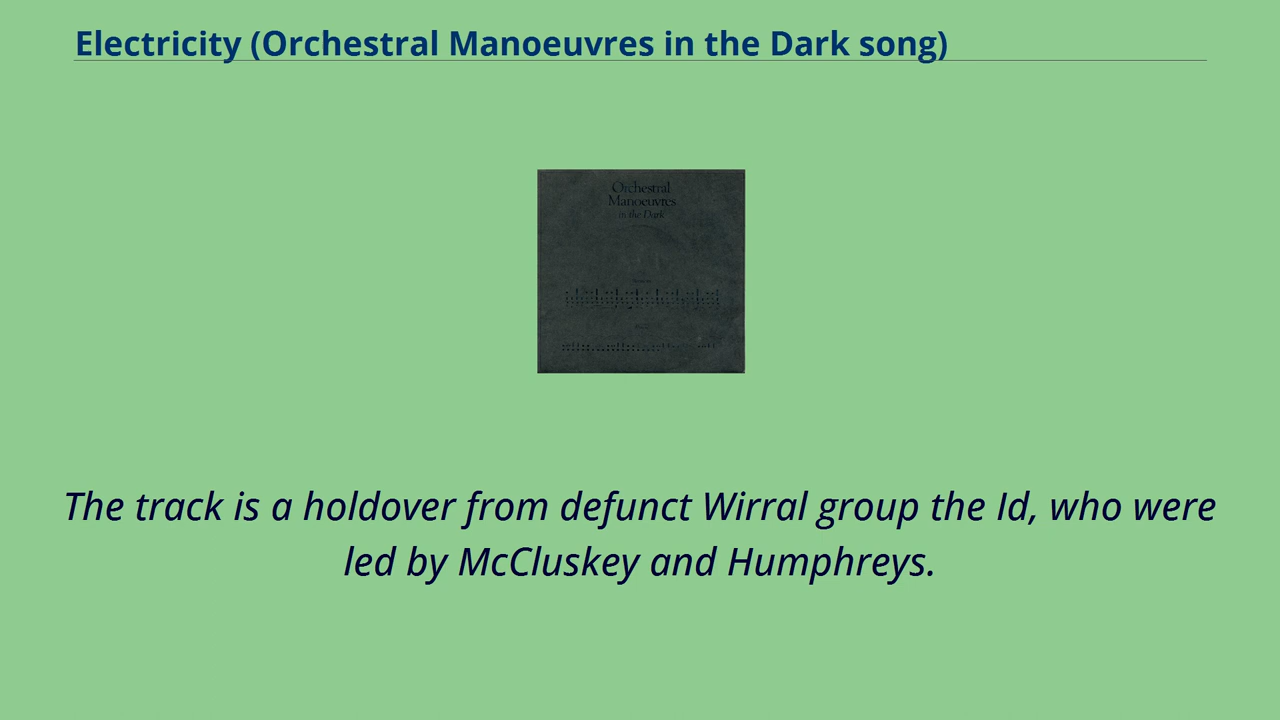 Electricity (Orchestral Manoeuvres in the Dark song)
Orchestral
Manoeuvres
in the Dark
The track is a holdover from defunct Wirral group the Id, who were
led by McCluskey and Humphreys.